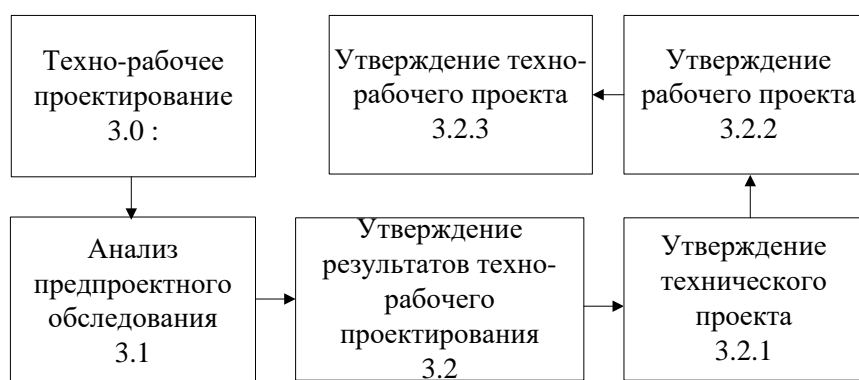 Техно-рабочее
проектирование
3.0 :
Утверждение техно-
рабочего проекта
3.2.3
Утверждение
рабочего проекта
3.2.2
Анализ
предпроектного
обследования
3.1
Утверждение
результатов техно-
рабочего
проектирования
3.2
Утверждение
технического
проекта
3.2.1